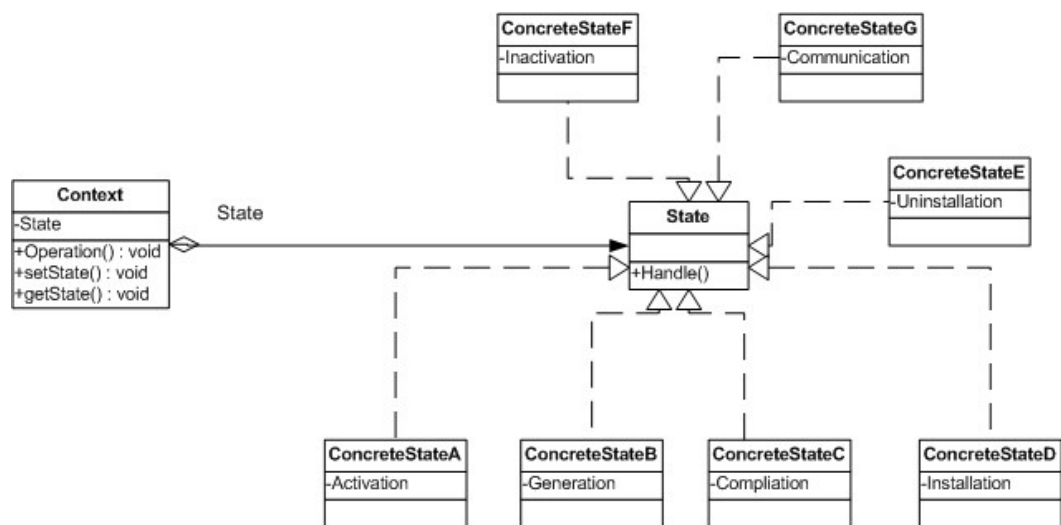 ConcreteStateF
-Inactivation
ConcreteStateG
-Communication
ConcreteStateE
-Uninstallation
Context
-State
+Operation() : void
+setState() : void
+getState() : void
State
State
+Handle()
ConcreteStateA
-Activation
ConcreteStateB
-Generation
ConcreteStateC
-Compliation
ConcreteStateD
-Installation